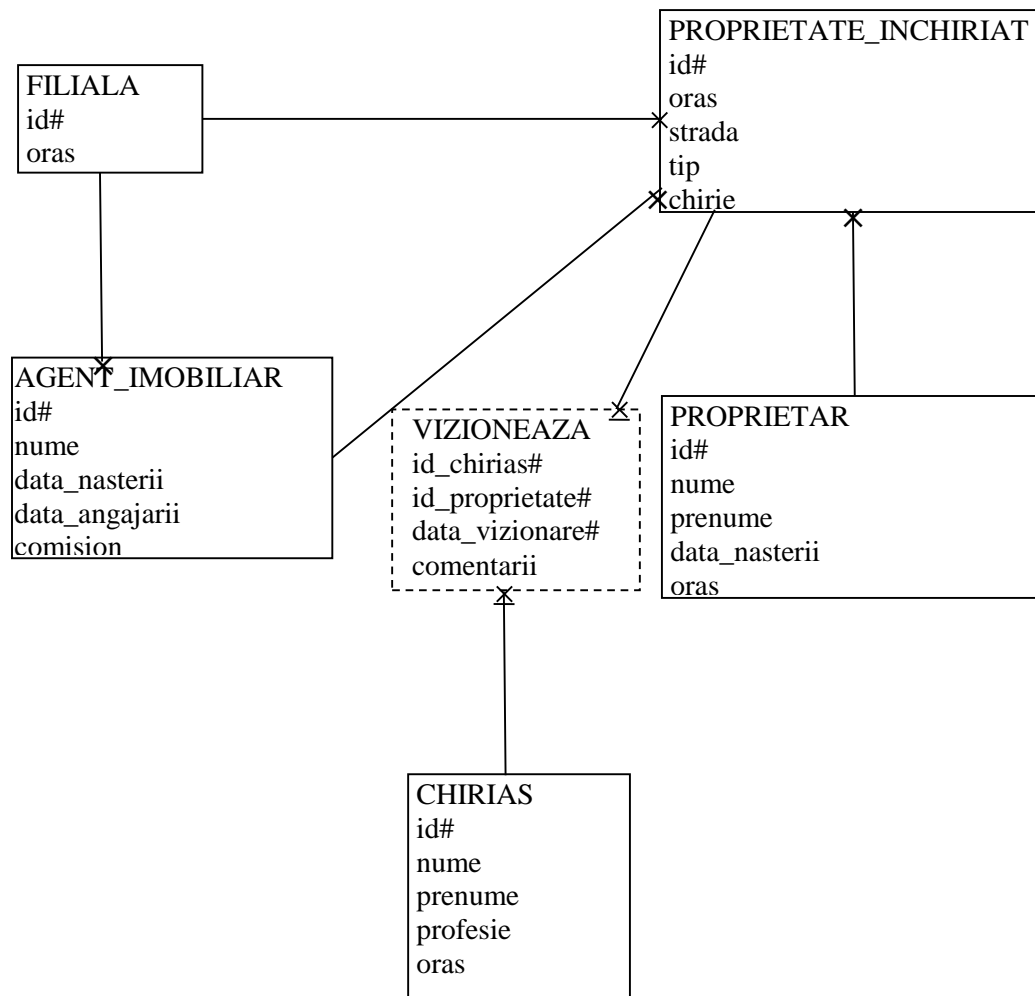 PROPRIETATE_INCHIRIAT
id#
oras
strada
tip
chirie
FILIALA
id#
oras
AGENT_IMOBILIAR
id#
nume
data_nasterii
data_angajarii
comision
VIZIONEAZA
id_chirias#
id_proprietate#
data_vizionare#
comentarii
PROPRIETAR
id#
nume
prenume
data_nasterii
oras
CHIRIAS
id#
nume
prenume
profesie
oras